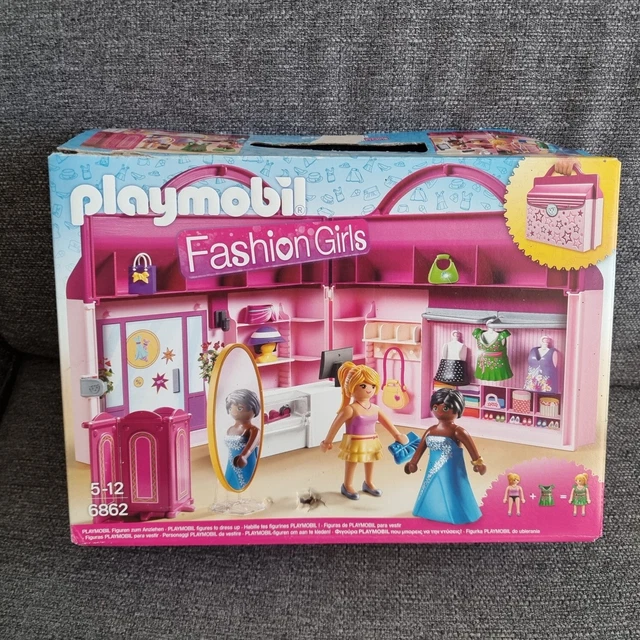 playmobil®
Fashion Girls
5-12
6862
PLAYMOBIL Figuren zum Anziehen - PLAYMOBIL figures to dress up - Habille tes figurines PLAYMOBIL ! - Figuras de PLAYMOBIL para vestir
Figuras PLAYMOBIL para vestir - Personaggi PLAYMOBIL da vestire - PLAYMOBIL-figuren om aan te kleden! - Φιγούρα PLAYMOBIL που μπορείς να την ντύσεις! - Figurka PLAYMOBIL do ubierania
+ =